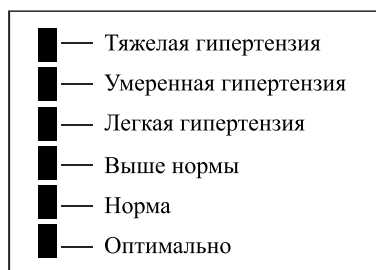 Тяжелая гипертензия
Умеренная гипертензия
Легкая гипертензия
Выше нормы
Норма
Оптимально